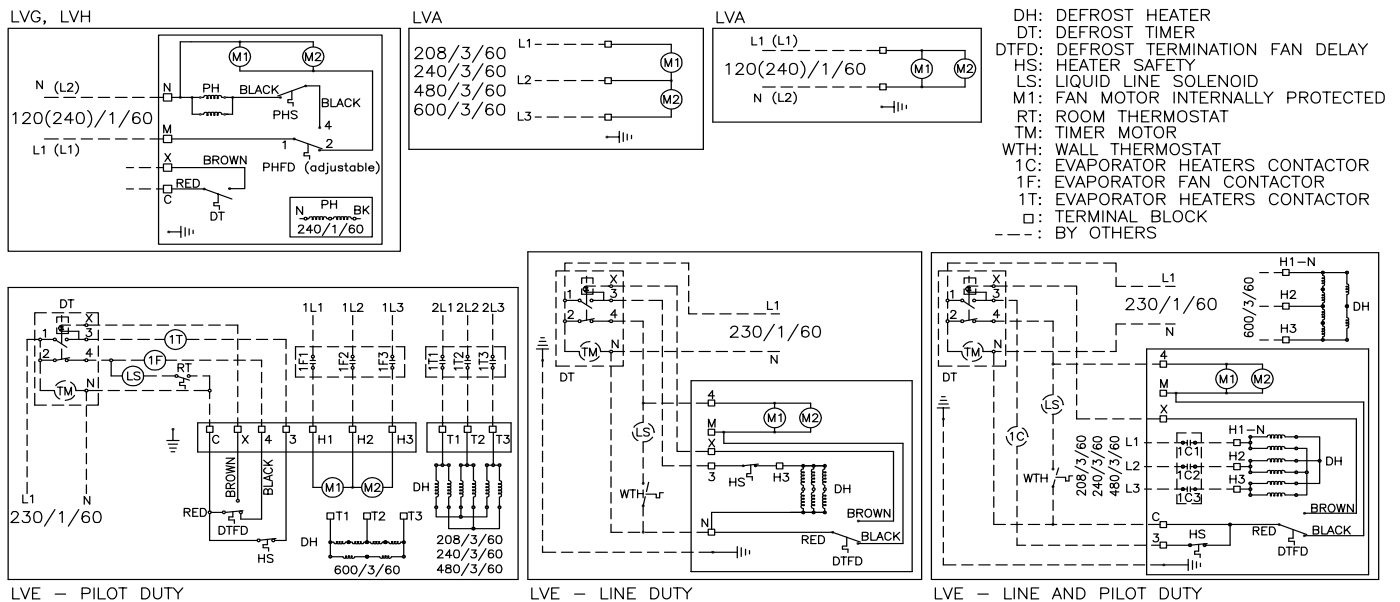 LVG, LVH
N (L2)
120(240)/1/60
L1 (L1)
N
M
X
C
M1
M2
PH
BLACK
PHS
BLACK
4
1
2
PHFD (adjustable)
BROWN
RED
DT
PH
N
BK
240/1/60
LVA
208/3/60
240/3/60
480/3/60
600/3/60
L1
L2
L3
M1
M2
LVA
L1 (L1)
120(240)/1/60
N (L2)
M1
M2
DH: DEFROST HEATER
DT: DEFROST TIMER
DTFD: DEFROST TERMINATION FAN DELAY
HS: HEATER SAFETY
LS: LIQUID LINE SOLENOID
M1: FAN MOTOR INTERNALLY PROTECTED
RT: ROOM THERMOSTAT
TM: TIMER MOTOR
WTH: WALL THERMOSTAT
1C: EVAPORATOR HEATERS CONTACTOR
1F: EVAPORATOR FAN CONTACTOR
1T: EVAPORATOR HEATERS CONTACTOR
: TERMINAL BLOCK
: BY OTHERS
DT
1
X
3
2
4
TM
N
1T
1F
LS
RT
1L1
1L2
1L3
2L1
2L2
2L3
1F1
1F2
1F3
1T1
1T2
1T3
C
X
4
3
H1
H2
H3
T1
T2
T3
BROWN
BLACK
M1
M2
DH
L1
N
230/1/60
RED
DTFD
HS
T1
T2
T3
DH
600/3/60
208/3/60
240/3/60
480/3/60
LVE – PILOT DUTY
1
X
3
2
4
TM
N
DT
L1
230/1/60
N
4
M
X
3
M1
M2
LS
HS
H3
WTH
DH
N
BROWN
RED
BLACK
DTFD
LVE – LINE DUTY
1
X
3
2
4
TM
N
DT
L1
230/1/60
N
600/3/60
H1–N
H2
H3
DH
4
M
X
M1
M2
LS
1C
WTH
208/3/60
240/3/60
480/3/60
L1
L2
L3
1C1
1C2
1C3
H1–N
H2
H3
DH
C
3
HS
BROWN
RED
BLACK
DTFD
LVE – LINE AND PILOT DUTY